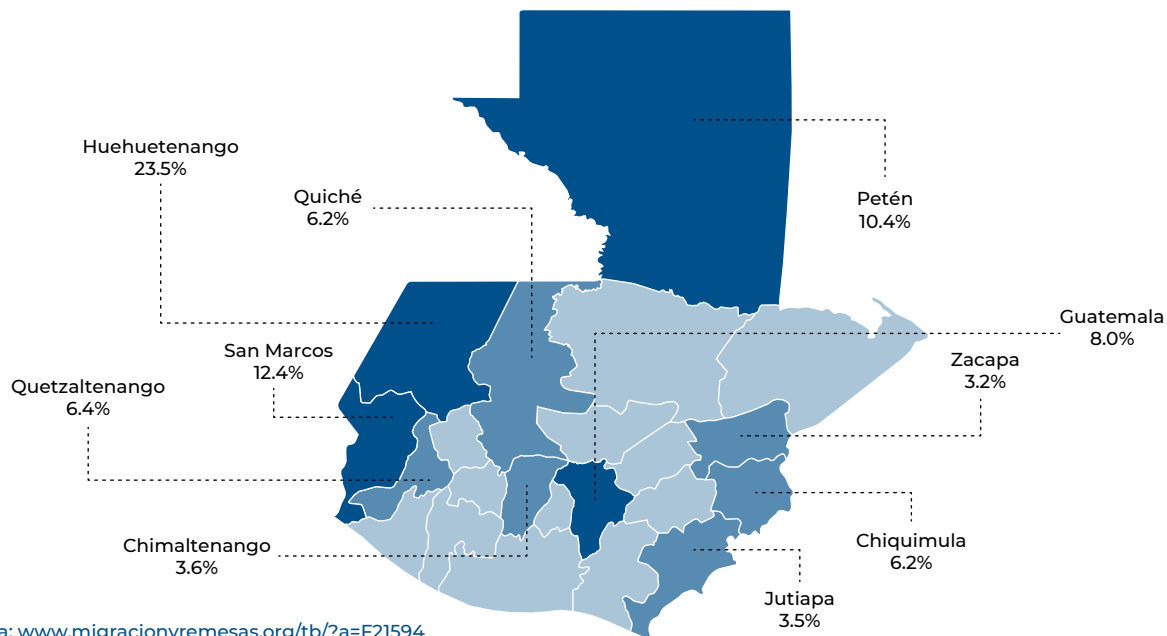 Huehuetenango
23.5%
Quiché
6.2%
Petén
10.4%
Guatemala
8.0%
San Marcos
12.4%
Zacapa
3.2%
Quetzaltenango
6.4%
Chimaltenango
3.6%
Chiquimula
6.2%
Jutiapa
3.5%
www.migracionyremesas.org/tb/?a=F21594